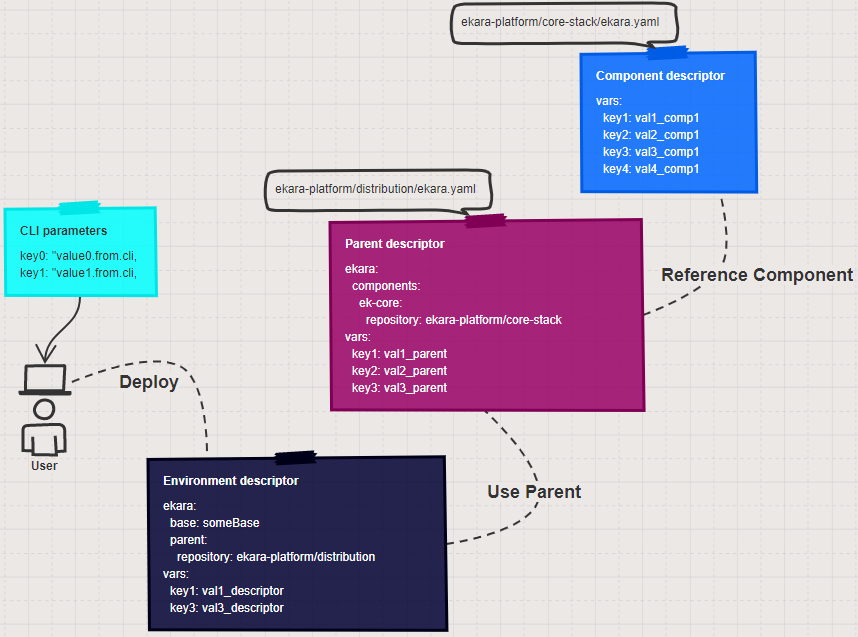 ekara-platform/core-stack/ekara.yaml
Component descriptor
vars:
key1: val1_comp1
key2: val2_comp1
key3: val3_comp1
key4: val4_comp1
ekara-platform/distribution/ekara.yaml
CLI parameters
key0: "value0.from.cli,
key1: "value1.from.cli,
Parent descriptor
ekara:
components:
ek-core:
repository: ekara-platform/core-stack
vars:
key1: val1_parent
key2: val2_parent
key3: val3_parent
Reference Component
Deploy
User
Environment descriptor
ekara:
base: someBase
parent:
repository: ekara-platform/distribution
vars:
key1: val1_descriptor
key3: val3_descriptor
Use Parent